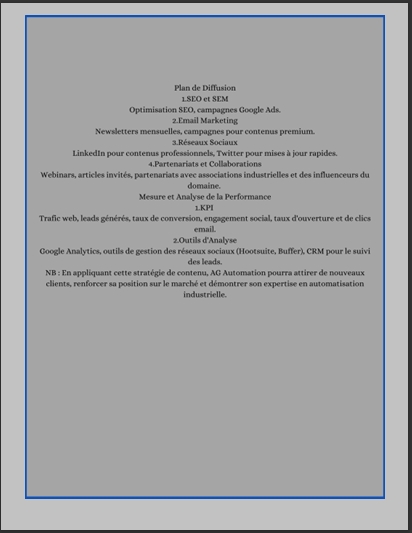 Plan de Diffusion
1.SEO et SEM
Optimisation SEO, campagnes Google Ads.
2.Email Marketing
Newsletters mensuelles, campagnes pour contenus premium.
3.Réseaux Sociaux
LinkedIn pour contenus professionnels, Twitter pour mises à jour rapides.
4.Partenariats et Collaborations
Webinars, articles invités, partenariats avec associations industrielles et des influenceurs du
domaine.
Mesure et Analyse de la Performance
1.KPI
Trafic web, leads générés, taux de conversion, engagement social, taux d'ouverture et de clics
email.
2.Outils d'Analyse
Google Analytics, outils de gestion des réseaux sociaux (Hootsuite, Buffer), CRM pour le suivi
des leads.
NB : En appliquant cette stratégie de contenu, AG Automation pourra attirer de nouveaux
clients, renforcer sa position sur le marché et démontrer son expertise en automatisation
industrielle.